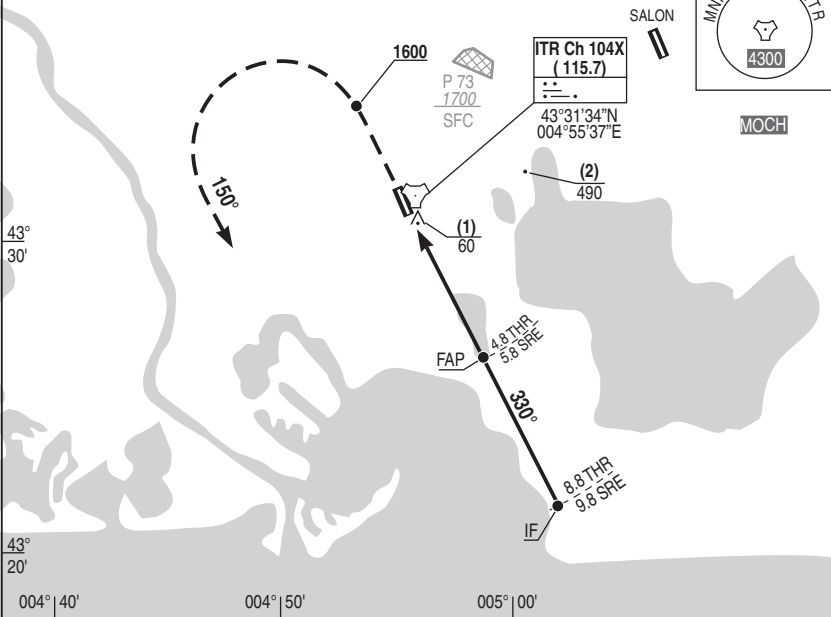 SALON
4300
MOCH
1600
P 73
1700
SFC
ITR Ch 104X
( 115.7)
43°31'34"N
004°55'37"E
(2)
490
150°
(1)
60
43°
30'
4.8 THR
5.8 SRE
FAP
330°
8.8 THR
9.8 SRE
IF
43°
20'
004° 40'
004° 50'
005° 00'